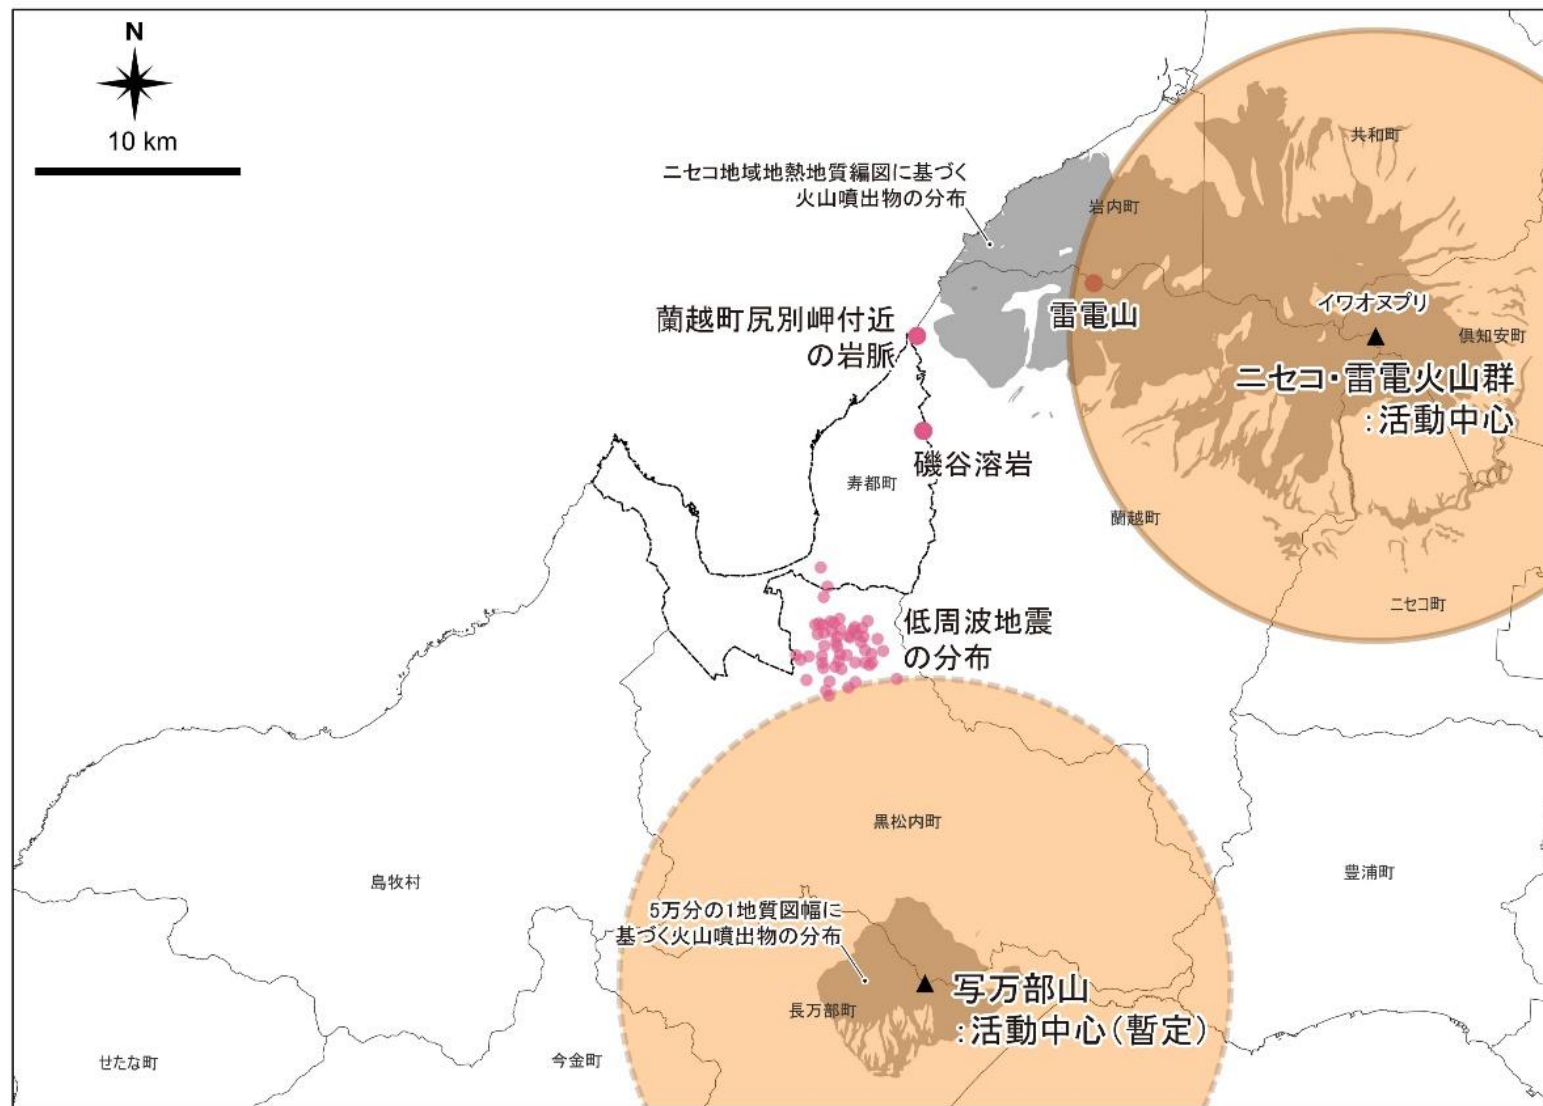 N
10 km
共和町
ニセコ地域地熱地質編図に基づく
火山噴出物の分布
岩内町
イワオヌプリ
蘭越町尻別岬付近
の岩脈
雷電山
倶知安町
ニセコ・雷電火山群
:活動中心
磯谷溶岩
寿都町
蘭越町
ニセコ町
低周波地震
の分布
黒松内町
豊浦町
島牧村
5万分の1地質図幅に
基づく火山噴出物の分布
写万部山
:活動中心(暫定)
長万部町
せたな町
今金町